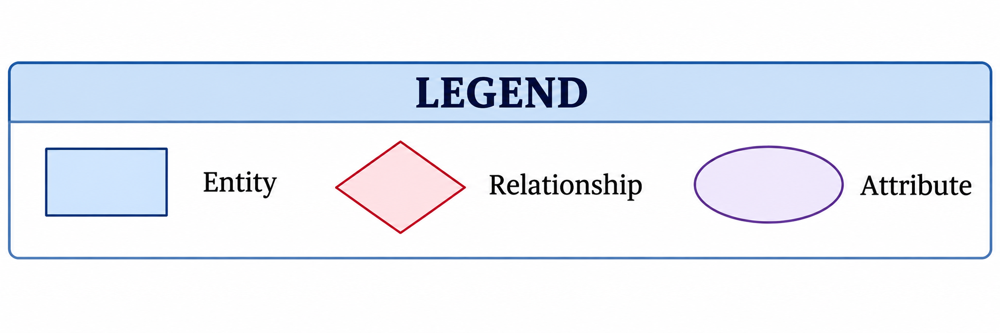 LEGEND
Entity
Relationship
Attribute